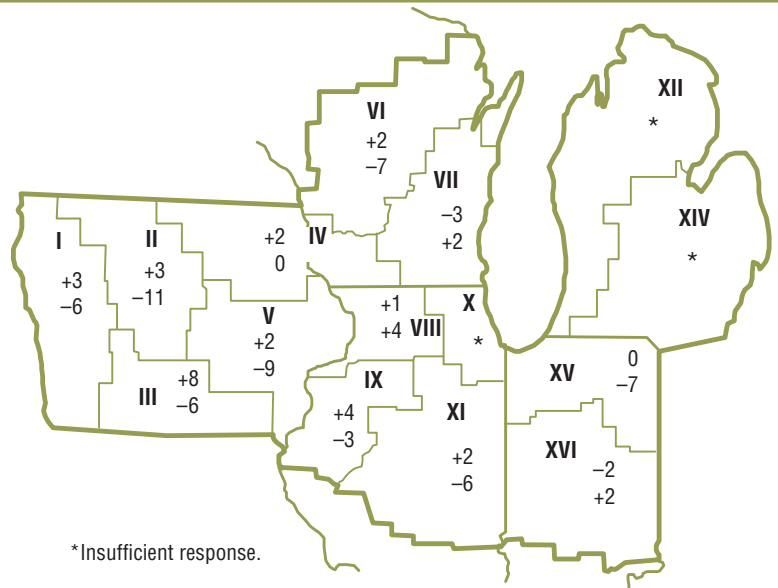 XII
*
VI
+2
−7
VII
−3
+2
XIV
*
I
+3
−6
II
+3
−11
IV
+2
0
V
+2
−9
III
+8
−6
VIII
+1
+4
X
*
IX
+4
−3
XI
+2
−6
XV
0
−7
XVI
−2
+2
*Insufficient response.